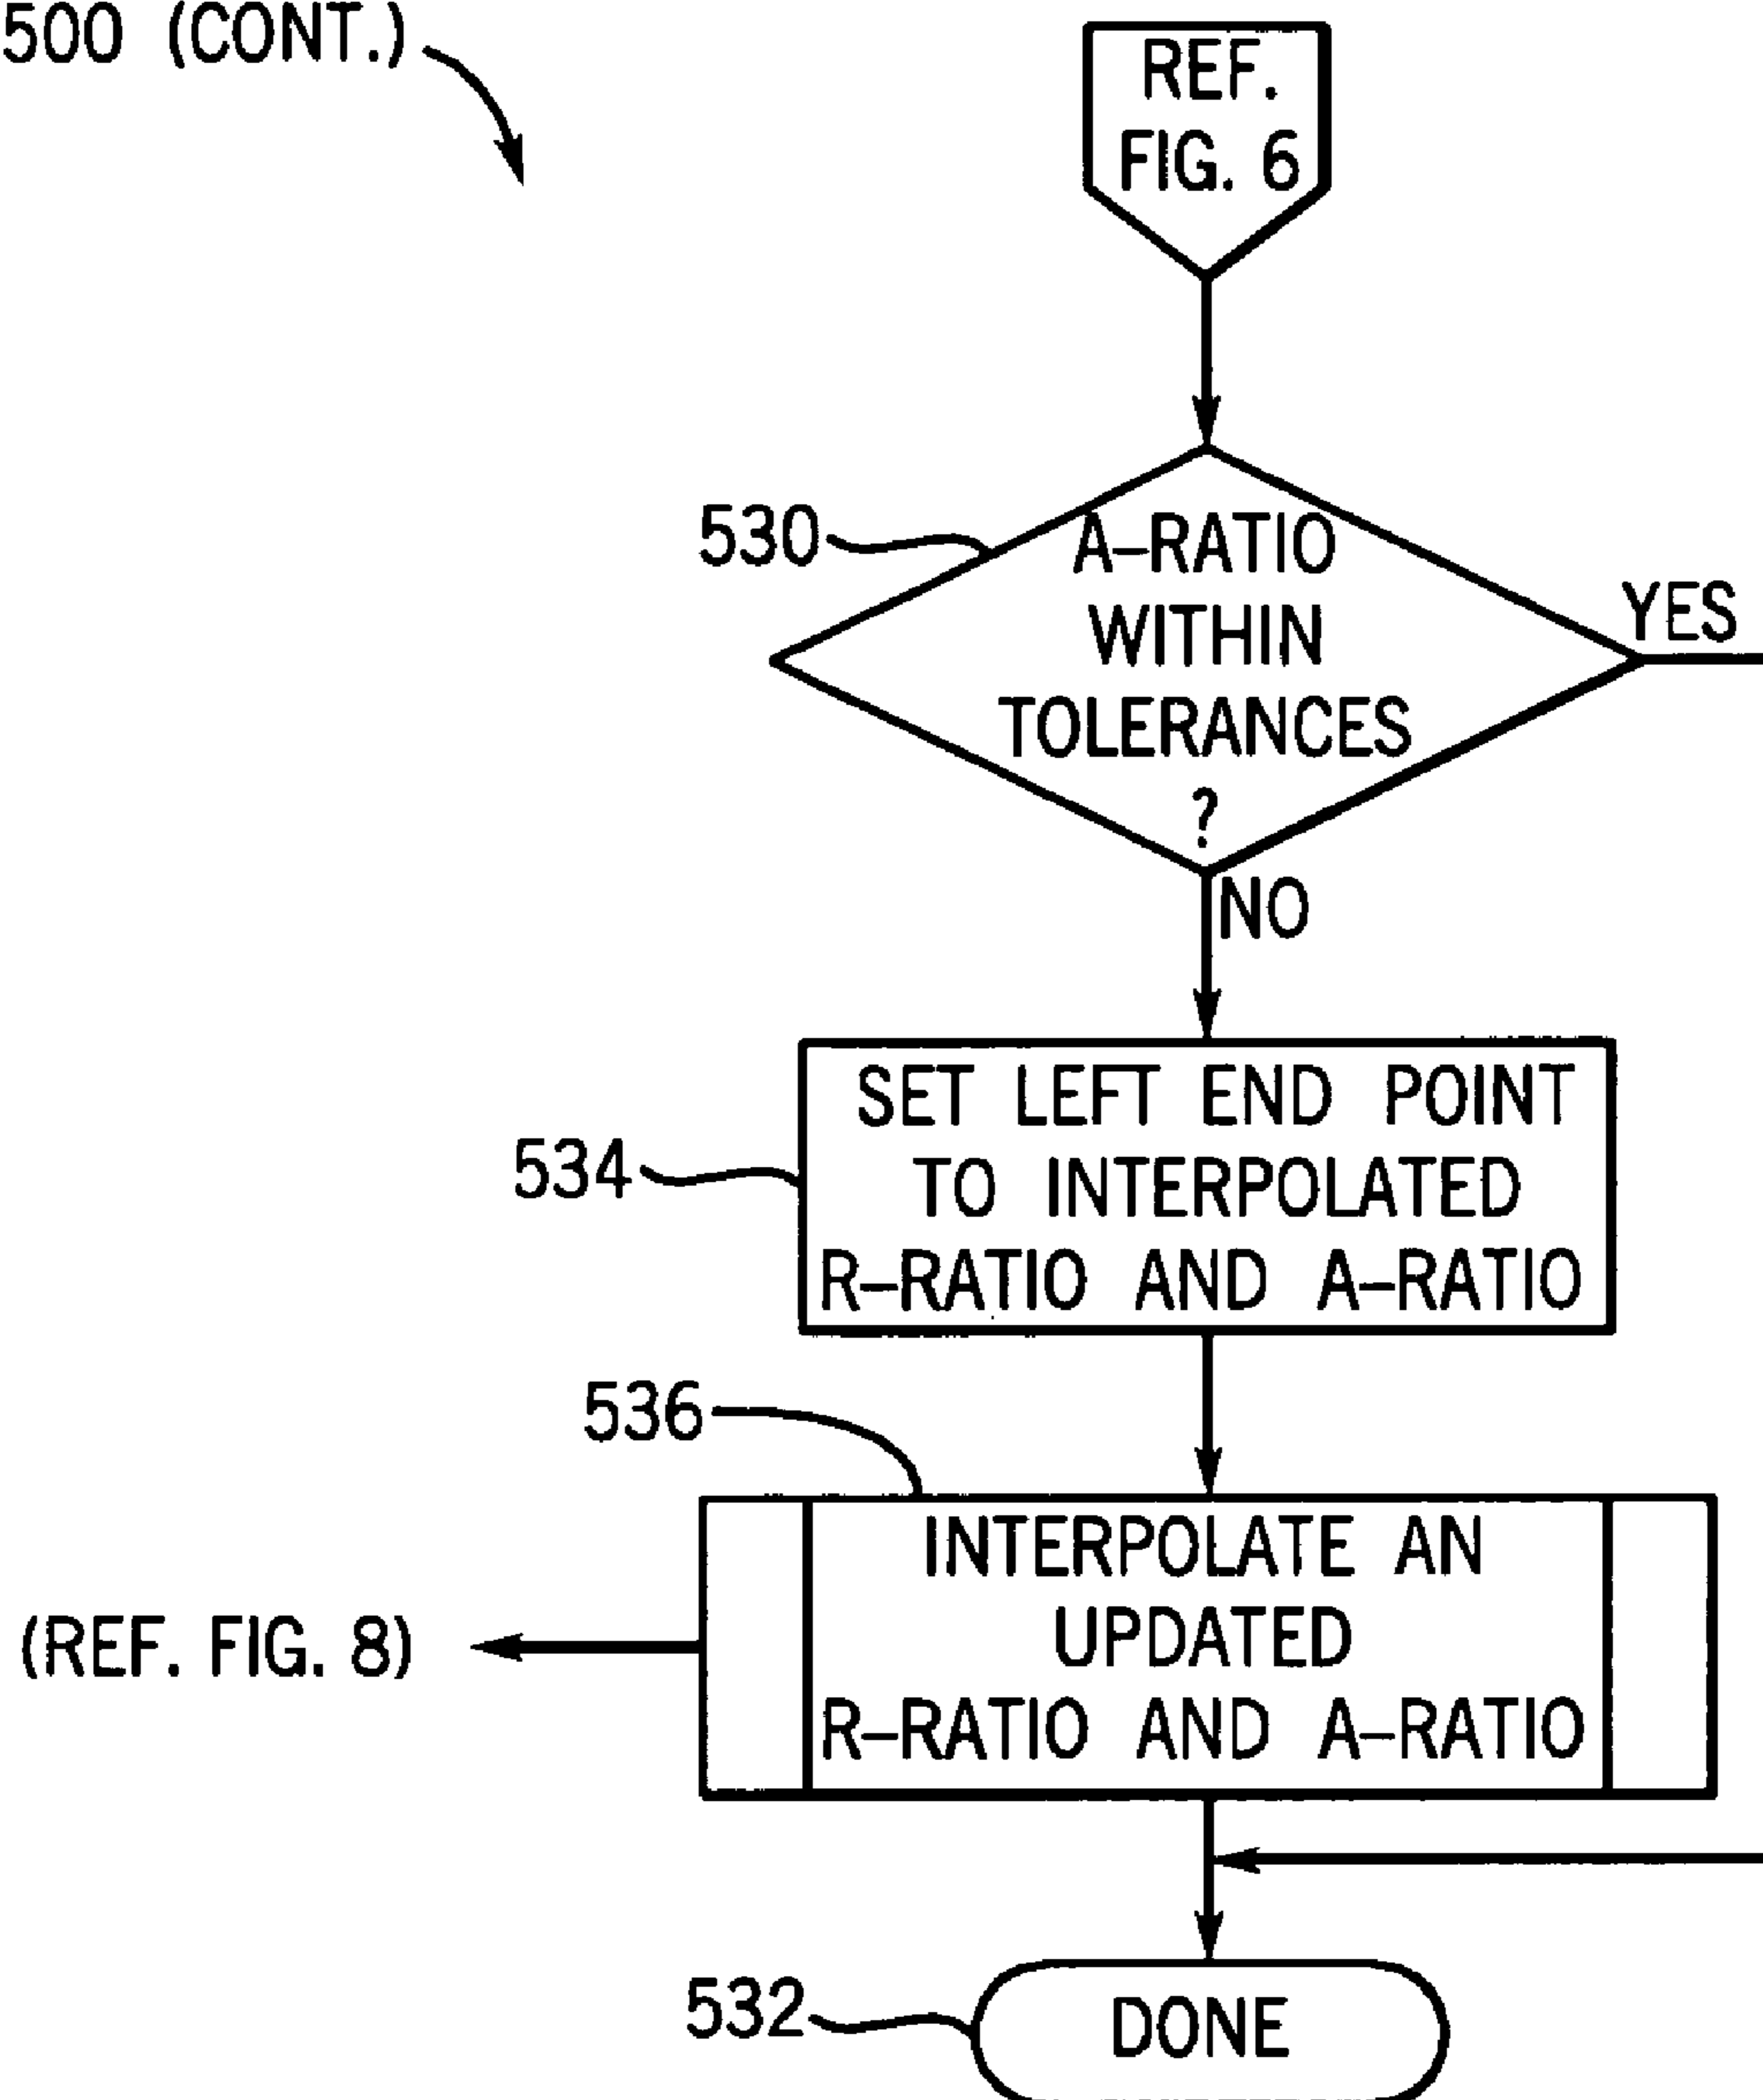 500 (CONT.)
REF.
FIG. 6
530
A-RATIO
WITHIN
TOLERANCES
?
YES
NO
534
SET LEFT END POINT
TO INTERPOLATED
R-RATIO AND A-RATIO
536
INTERPOLATE AN
UPDATED
R-RATIO AND A-RATIO
(REF. FIG. 8)
532
DONE